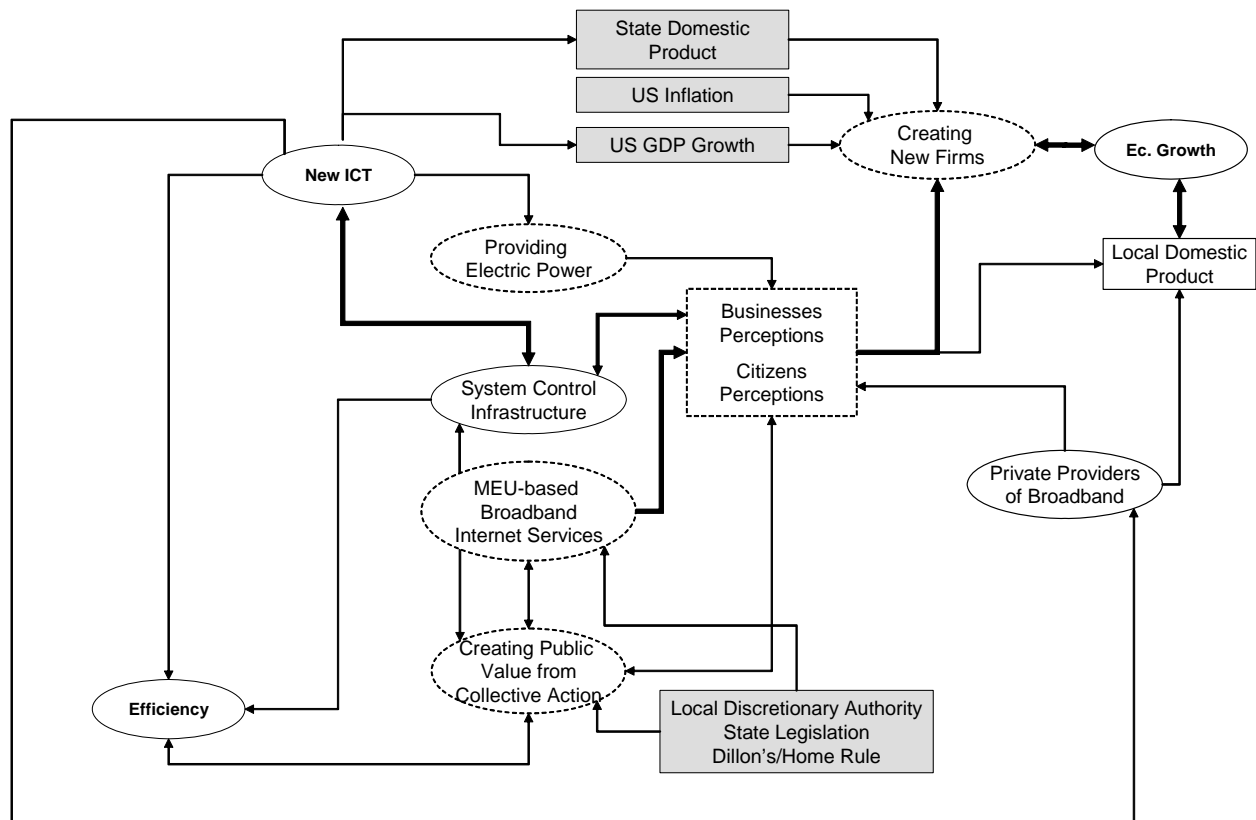 State Domestic
Product
US Inflation
US GDP Growth
Creating
New Firms
Ec. Growth
New ICT
Providing
Electric Power
Local Domestic
Product
Businesses
Perceptions
Citizens
Perceptions
System Control
Infrastructure
Private Providers
of Broadband
MEU-based
Broadband
Internet Services
Creating Public
Value from
Collective Action
Efficiency
Local Discretionary Authority
State Legislation
Dillon's/Home Rule